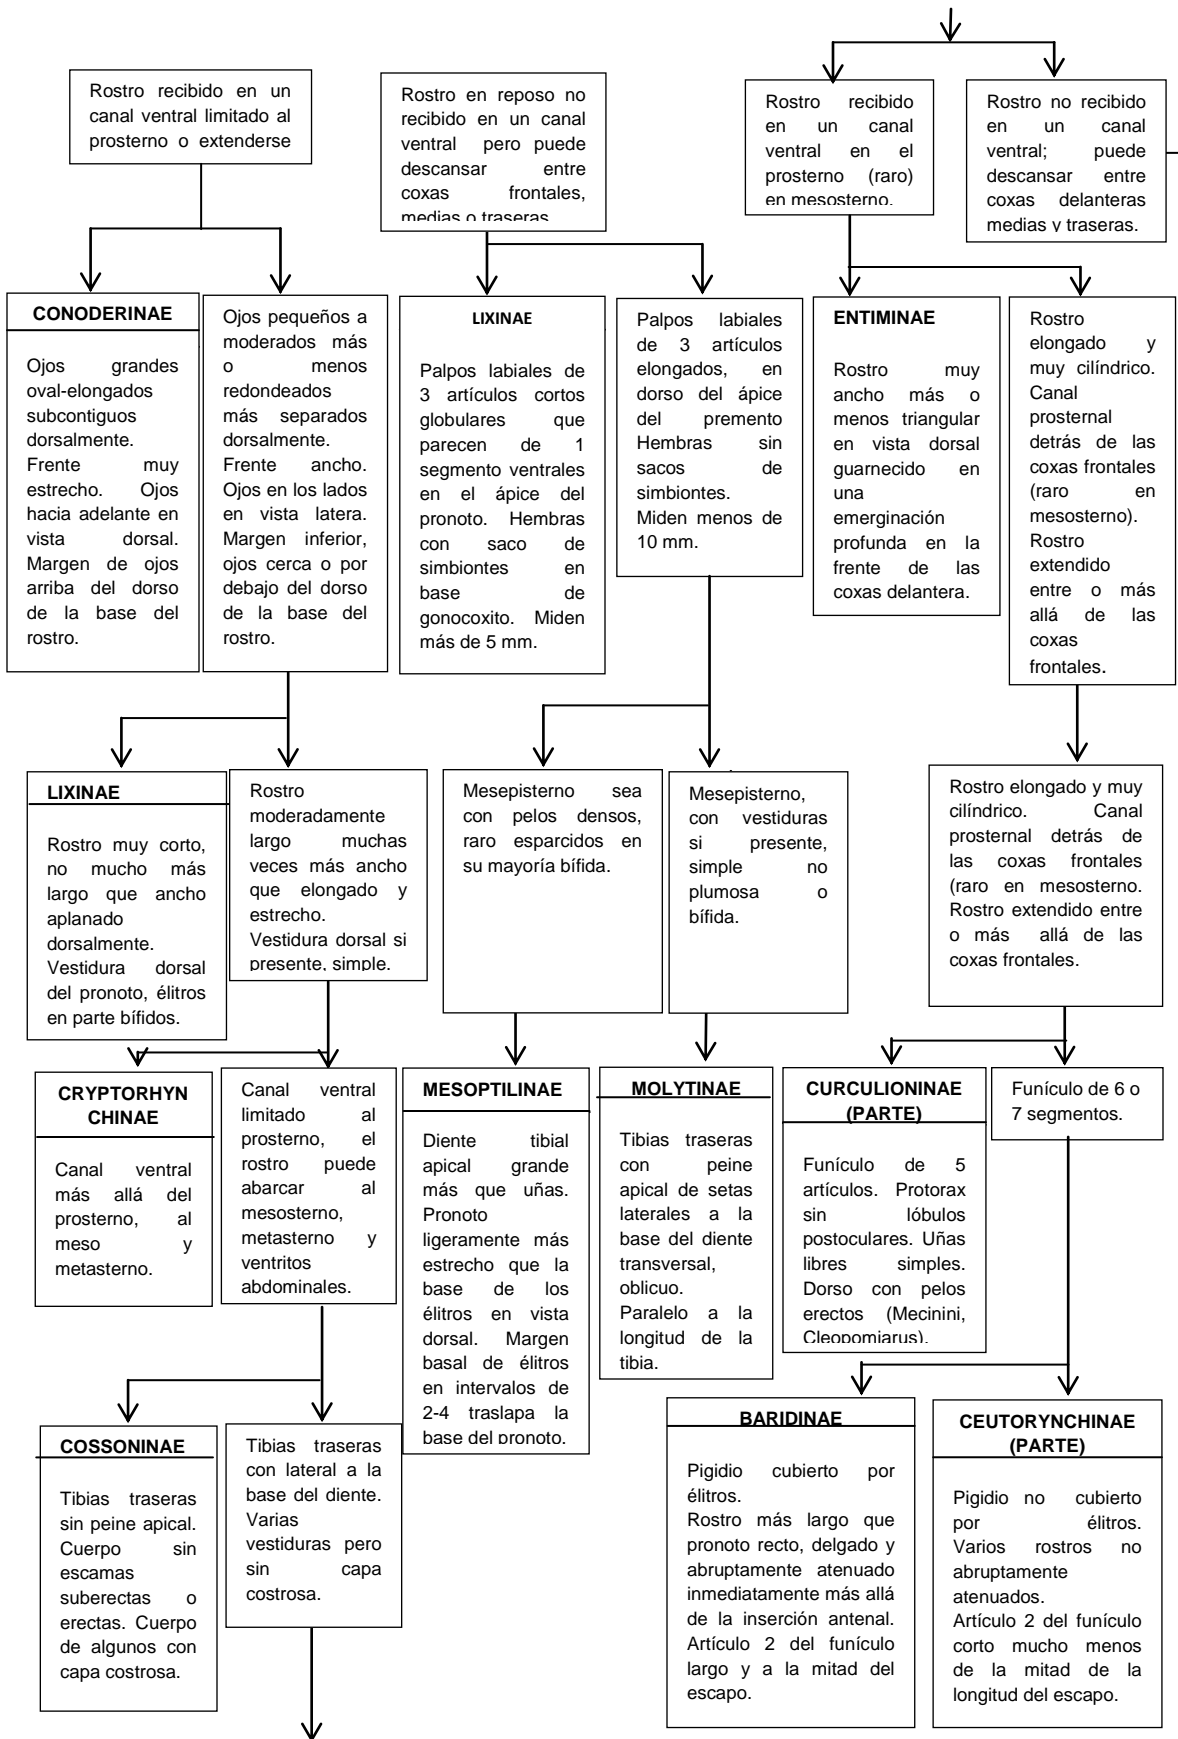 Rostro recibido en un
canal ventral limitado al
prosterno o extenderse
Rostro en reposo no
recibido en un canal
ventral pero puede
descansar entre
coxas frontales,
medias o traseras
Rostro recibido
en un canal
ventral en el
prosterno (raro)
en mesosterno.
Rostro no recibido
en un canal
ventral; puede
descansar entre
coxas delanteras
medias y traseras.
CONODERINAE
Ojos grandes
oval-elongados
subcontiguos
dorsalmente.
Frente muy
estrecho. Ojos
hacia adelante en
vista dorsal.
Margen de ojos
arriba del dorso
de la base del
rostro.
Ojos pequeños a
moderados más
o menos
redondeados
más separados
dorsalmente.
Frente ancho.
Ojos en los lados
en vista latera.
Margen inferior,
ojos cerca o por
debajo del dorso
de la base del
rostro.
LIXINAE
Palpos labiales de
3 artículos cortos
globulares que
parecen de 1
segmento ventrales
en el ápice del
pronoto. Hembras
con saco de
simbiontes en
base de
gonocoxito. Miden
más de 5 mm.
Palpos labiales
de 3 artículos
elongados, en
dorso del ápice
del premento
Hembras sin
sacos de
simbiontes.
Miden menos de
10 mm.
ENTIMINAE
Rostro muy
ancho más o
menos triangular
en vista dorsal
guarnecido en
una
emerginación
profunda en la
frente de las
coxas delantera.
Rostro
elongado y
muy cilíndrico.
Canal
prosternal
detrás de las
coxas frontales
(raro en
mesosterno).
Rostro
extendido
entre o más
allá de las
coxas
frontales.
LIXINAE
Rostro muy corto,
no mucho más
largo que ancho
aplanado
dorsalmente.
Vestidura dorsal
del pronoto, élitros
en parte bífidos.
Rostro
moderadamente
largo muchas
veces más ancho
que elongado y
estrecho.
Vestidura dorsal si
presente, simple.
Mesepisterno sea
con pelos densos,
raro esparcidos en
su mayoría bífida.
Mesepisterno,
con vestiduras
si presente,
simple no
plumosa o
bífida.
Rostro elongado y muy
cilíndrico. Canal
prosternal detrás de
las coxas frontales
(raro en mesosterno.
Rostro extendido entre
o más allá de las
coxas frontales.
CRYPTORHYN
CHINAE
Canal ventral
más allá del
prosterno, al
meso y
metasterno.
Canal ventral
limitado al
prosterno, el
rostro puede
abarcar al
mesosterno,
metasterno y
ventritos
abdominales.
MESOPTILINAE
Diente tibial
apical grande
más que uñas.
Pronoto
ligeramente más
estrecho que la
base de los
élitros en vista
dorsal. Margen
basal de élitros
en intervalos de
2-4 traslapa la
base del pronoto.
MOLYTINAE
Tibias traseras
con peine
apical de setas
laterales a la
base del diente
transversal,
oblicuo.
Paralelo a la
longitud de la
tibia.
CURCULIONINAE
(PARTE)
Funículo de 5
artículos. Protorax
sin lóbulos
postoculares. Uñas
libres simples.
Dorso con pelos
erectos (Mecinini,
Cleopomiarus).
Funículo de 6 o
7 segmentos.
COSSONINAE
Tibias traseras
sin peine apical.
Cuerpo sin
escamas
suberectas o
erectas. Cuerpo
de algunos con
capa costrosa.
Tibias traseras
con lateral a la
base del diente.
Varias
vestiduras pero
sin capa
costrosa.
BARIDINAE
Pigidio cubierto por
élitros.
Rostro más largo que
pronoto recto, delgado y
abruptamente atenuado
inmediatamente más allá
de la inserción antenal.
Artículo 2 del funículo
largo y a la mitad del
escapo.
CEUTORYNCHINAE
(PARTE)
Pigidio no cubierto
por élitros.
Varios rostros no
abruptamente
atenuados.
Artículo 2 del funículo
corto mucho menos
de la mitad de la
longitud del escapo.